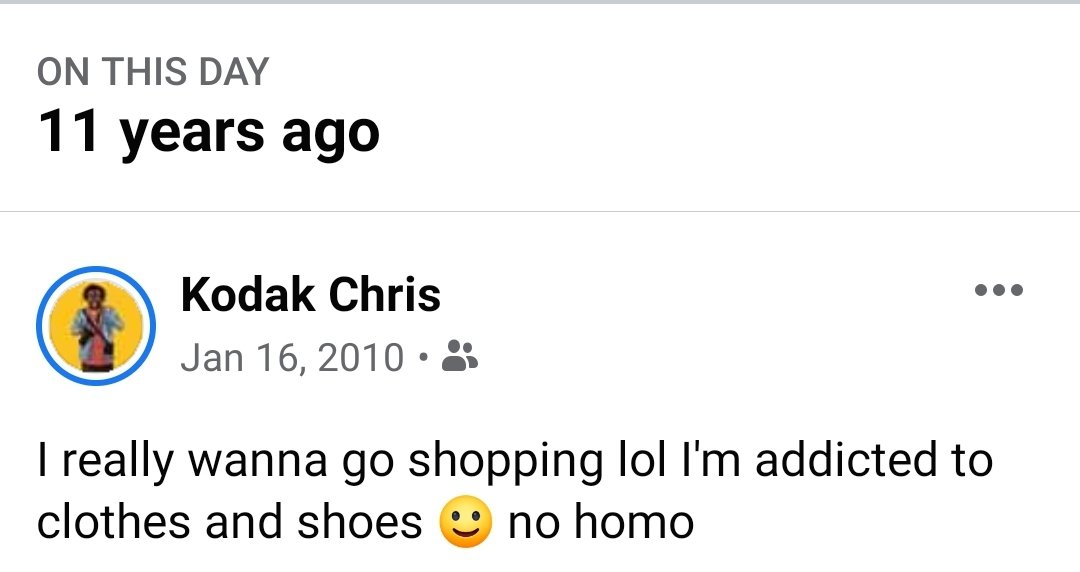 ON THIS DAY
11 years ago
Kodak Chris
Jan 16, 2010 •
I really wanna go shopping lol I'm addicted to
clothes and shoes 🙂 no homo